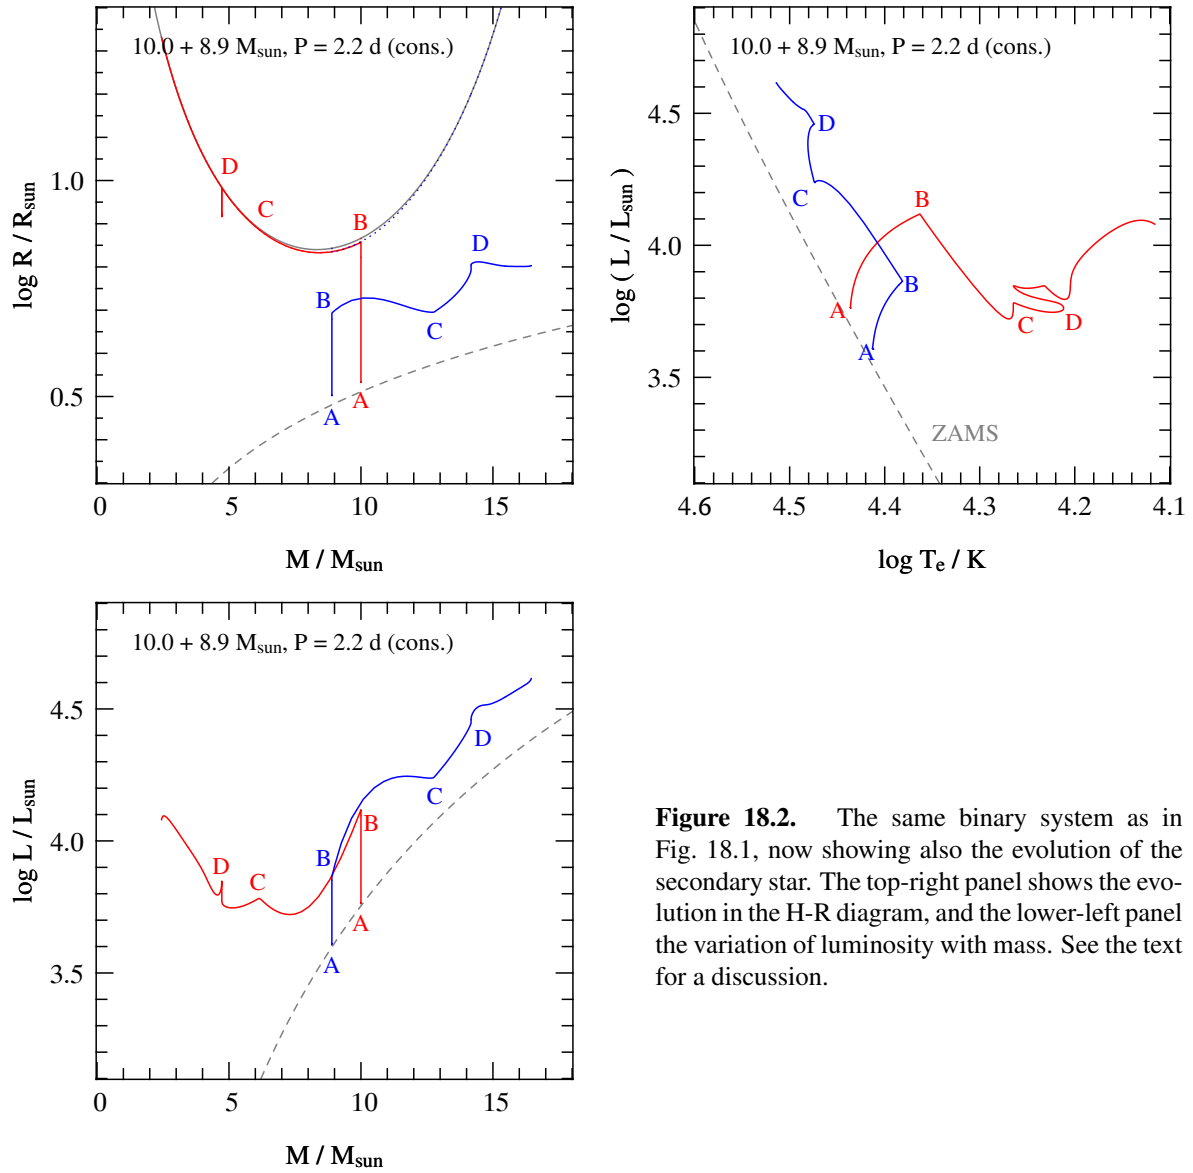 10.0 + 8.9 Msun, P = 2.2 d (cons.)
log R / Rsun
1.0
0.5
D
C
B
D
B
C
A
A
0
5
10
15
M / Msun
10.0 + 8.9 Msun, P = 2.2 d (cons.)
log ( L / Lsun)
4.5
4.0
3.5
D
C
B
B
A
A
C
D
ZAMS
4.6
4.5
4.4
4.3
4.2
4.1
log Te / K
10.0 + 8.9 Msun, P = 2.2 d (cons.)
log L / Lsun
4.5
4.0
3.5
D
C
B
B
A
A
C
D
0
5
10
15
M / Msun
Figure 18.2. The same binary system as in
Fig. 18.1, now showing also the evolution of the
secondary star. The top-right panel shows the evo-
lution in the H-R diagram, and the lower-left panel
the variation of luminosity with mass. See the text
for a discussion.